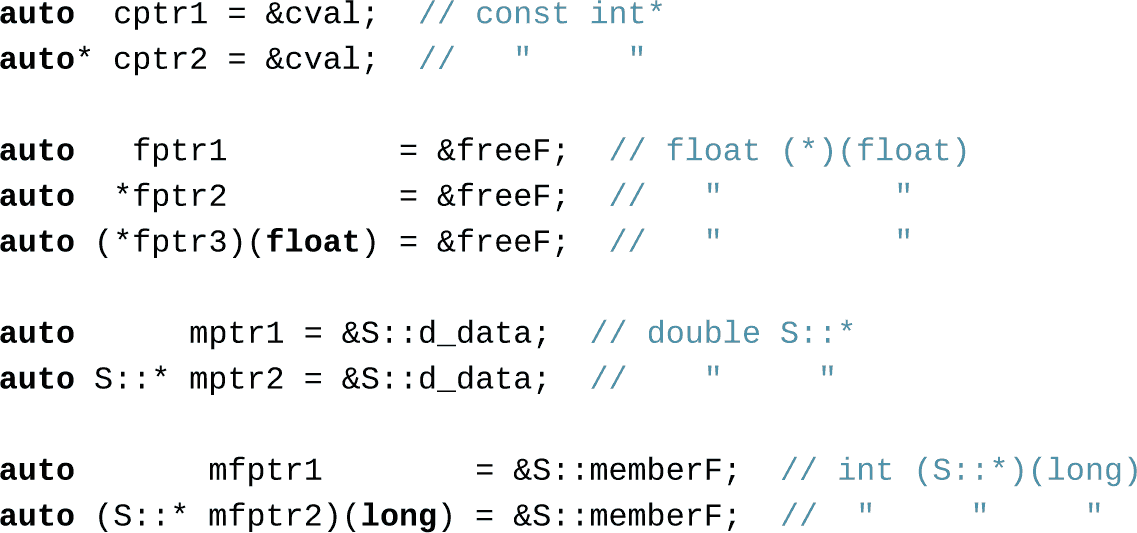 auto  cptr1 = &cval;  // const int*
auto* cptr2 = &cval;  //   "     "
auto   fptr1         = &freeF;  // float (*)(float)
auto  *fptr2         = &freeF;  //   "         "
auto (*fptr3)(float) = &freeF;  //   "         "
auto      mptr1 = &S::d_data;  // double S::*
auto S::* mptr2 = &S::d_data;  //    "     "
auto       mfptr1        = &S::memberF;  // int (S::*)(long)
auto (S::* mfptr2)(long) = &S::memberF;  //  "     "     "